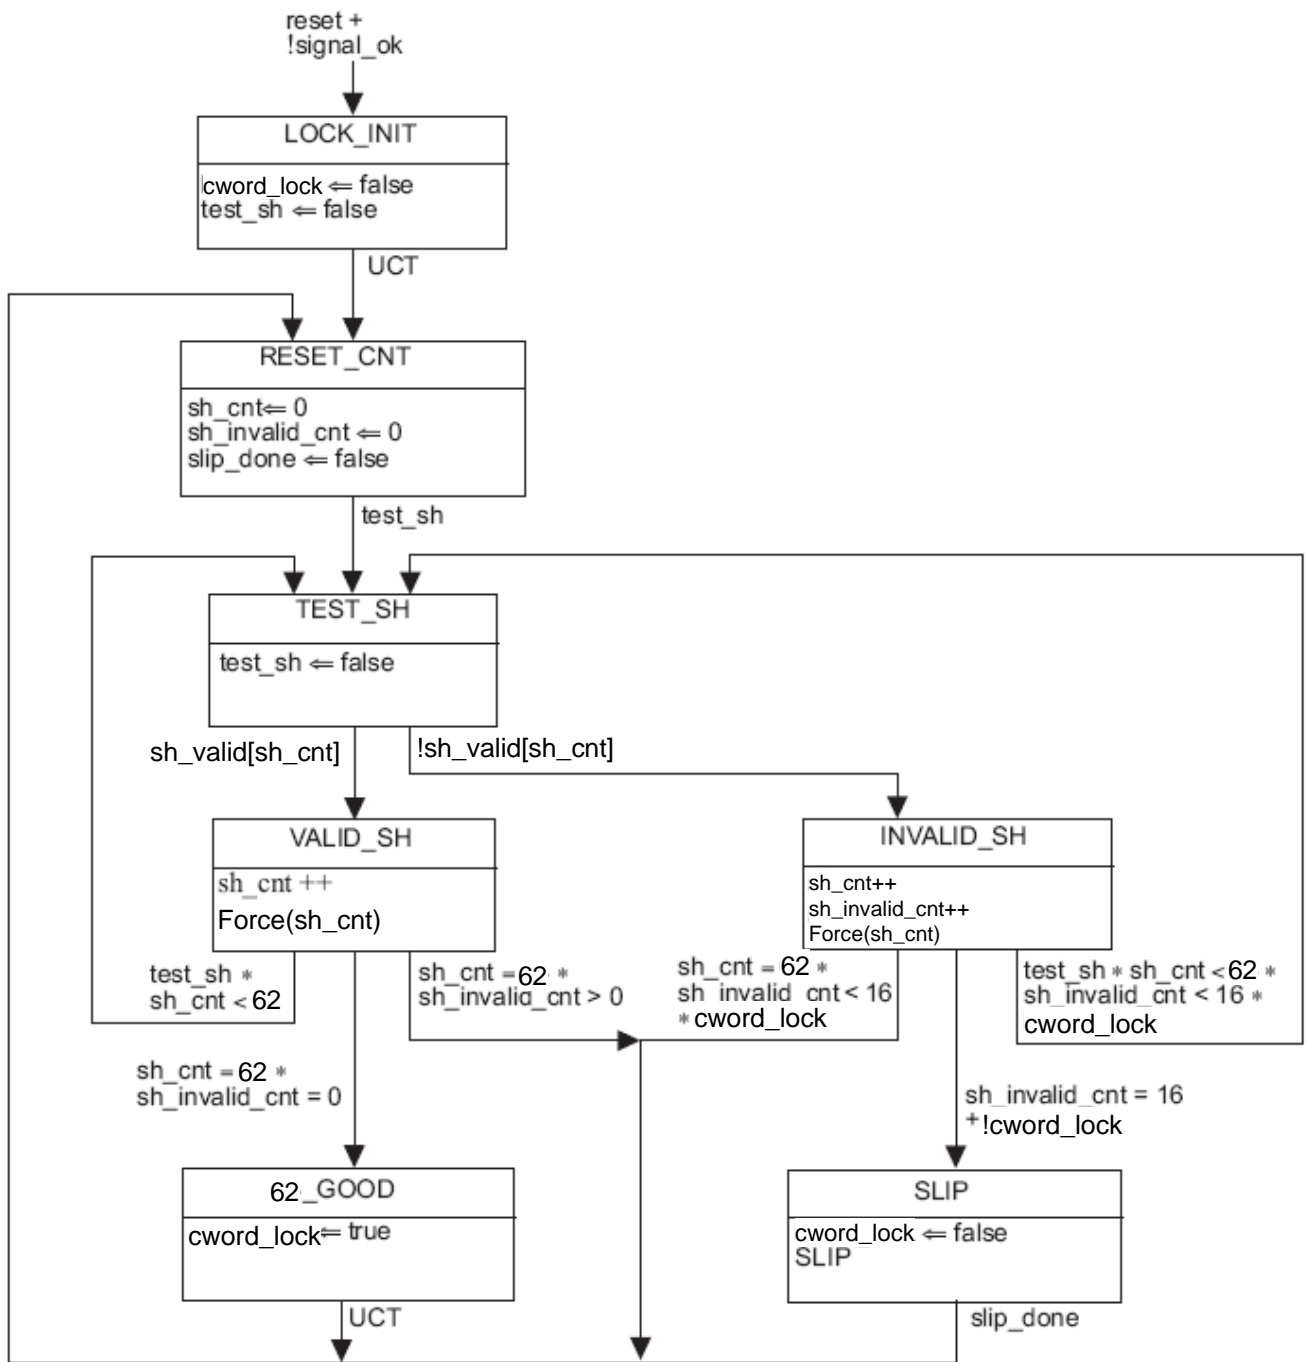 reset +
!signal_ok
LOCK_INIT
cword_lock ⇐ false
test_sh ⇐ false
UCT
RESET_CNT
sh_cnt⇐ 0
sh_invalid_cnt ⇐ 0
slip_done ⇐ false
test_sh
TEST_SH
test_sh ⇐ false
sh_valid[sh_cnt]
!sh_valid[sh_cnt]
VALID_SH
sh_cnt ++
Force(sh_cnt)
INVALID_SH
sh_cnt++
sh_invalid_cnt++
Force(sh_cnt)
test_sh *
sh_cnt < 62
sh_cnt = 62 *
sh_invalid_cnt > 0
sh_cnt = 62 *
sh_invalid_cnt < 16
* cword_lock
test_sh * sh_cnt < 62 *
sh_invalid_cnt < 16 *
cword_lock
sh_cnt = 62 *
sh_invalid_cnt = 0
sh_invalid_cnt = 16
+ !cword_lock
62_GOOD
cword_lock ⇐ true
SLIP
cword_lock ⇐ false
SLIP
UCT
slip_done